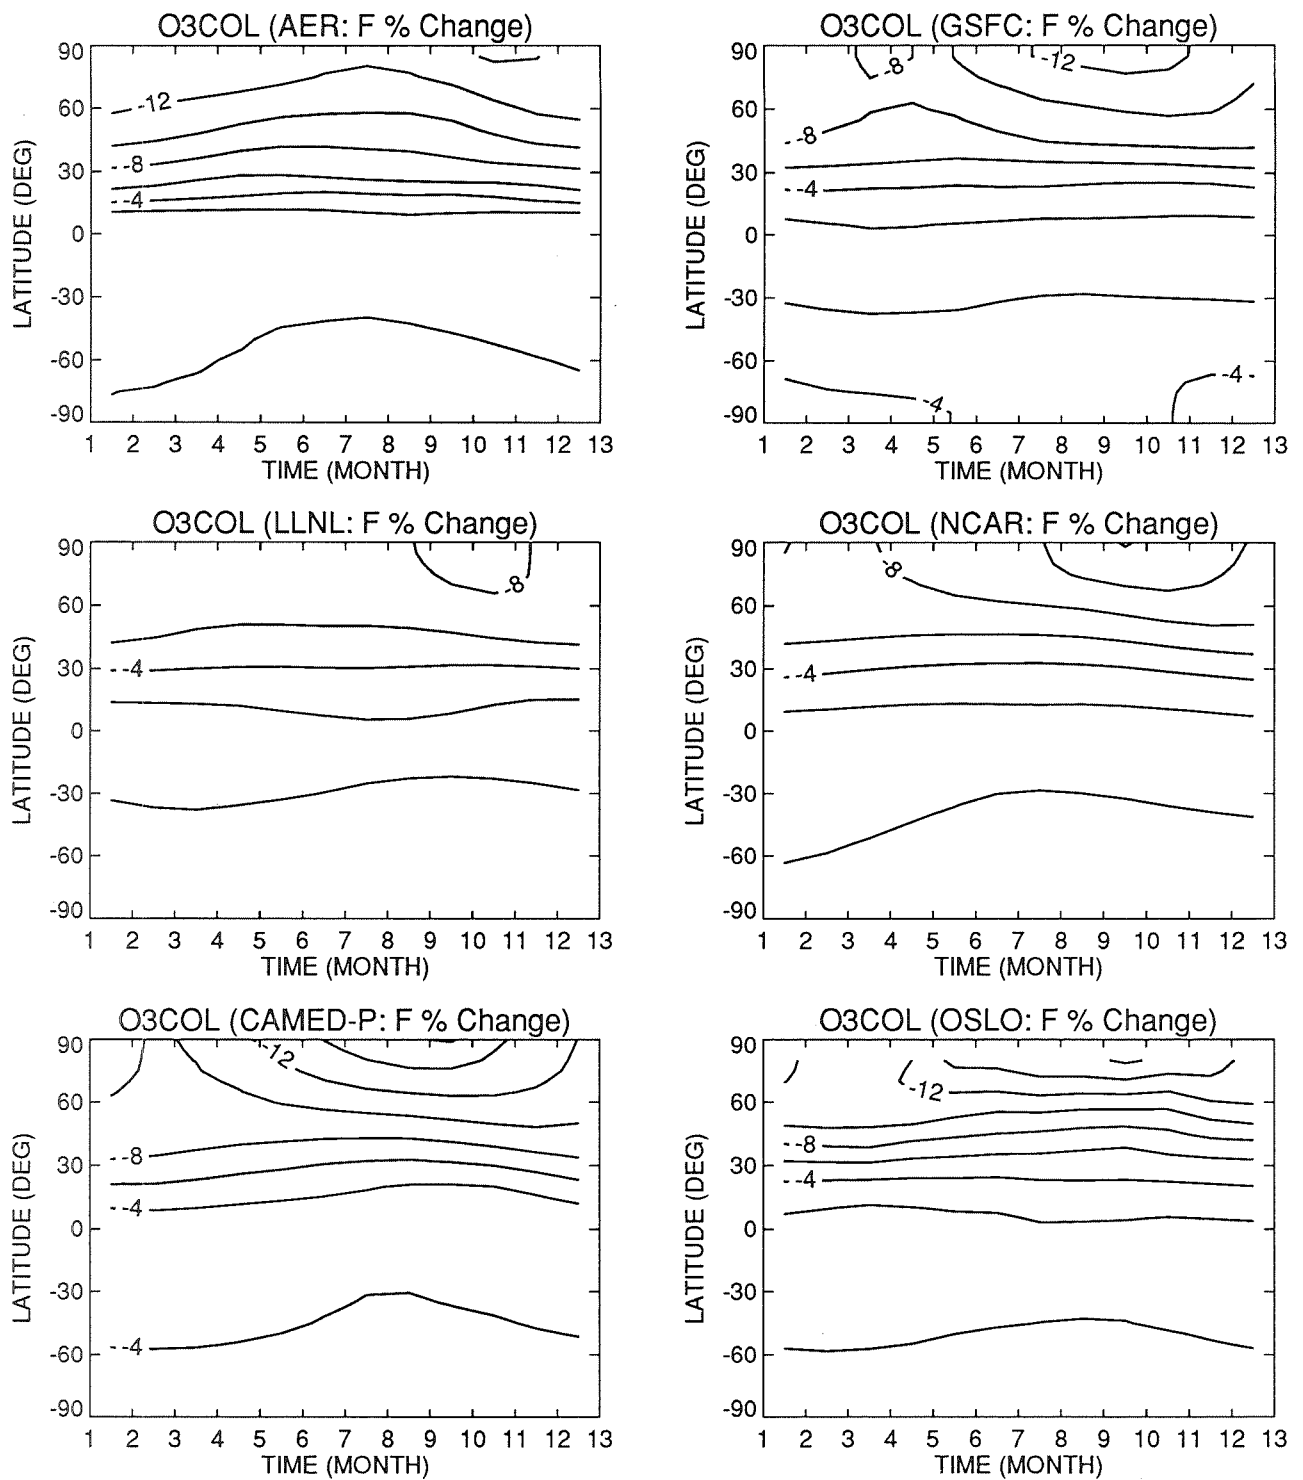 O3COL (AER: F % Change)
90
60
30
0
-30
-60
-90
LATITUDE (DEG)
-12
-8
-4
1 2 3 4 5 6 7 8 9 10 11 12 13
TIME (MONTH)
O3COL (GSFC: F % Change)
90
60
30
0
-30
-60
-90
LATITUDE (DEG)
-8
-12
-8
-4
-4
-4
1 2 3 4 5 6 7 8 9 10 11 12 13
TIME (MONTH)
O3COL (LLNL: F % Change)
90
60
30
0
-30
-60
-90
LATITUDE (DEG)
-8
-4
1 2 3 4 5 6 7 8 9 10 11 12 13
TIME (MONTH)
O3COL (NCAR: F % Change)
90
60
30
0
-30
-60
-90
LATITUDE (DEG)
-8
-4
1 2 3 4 5 6 7 8 9 10 11 12 13
TIME (MONTH)
O3COL (CAMED-P: F % Change)
90
60
30
0
-30
-60
-90
LATITUDE (DEG)
-12
-8
-4
-4
1 2 3 4 5 6 7 8 9 10 11 12 13
TIME (MONTH)
O3COL (OSLO: F % Change)
90
60
30
0
-30
-60
-90
LATITUDE (DEG)
-12
-8
-4
1 2 3 4 5 6 7 8 9 10 11 12 13
TIME (MONTH)